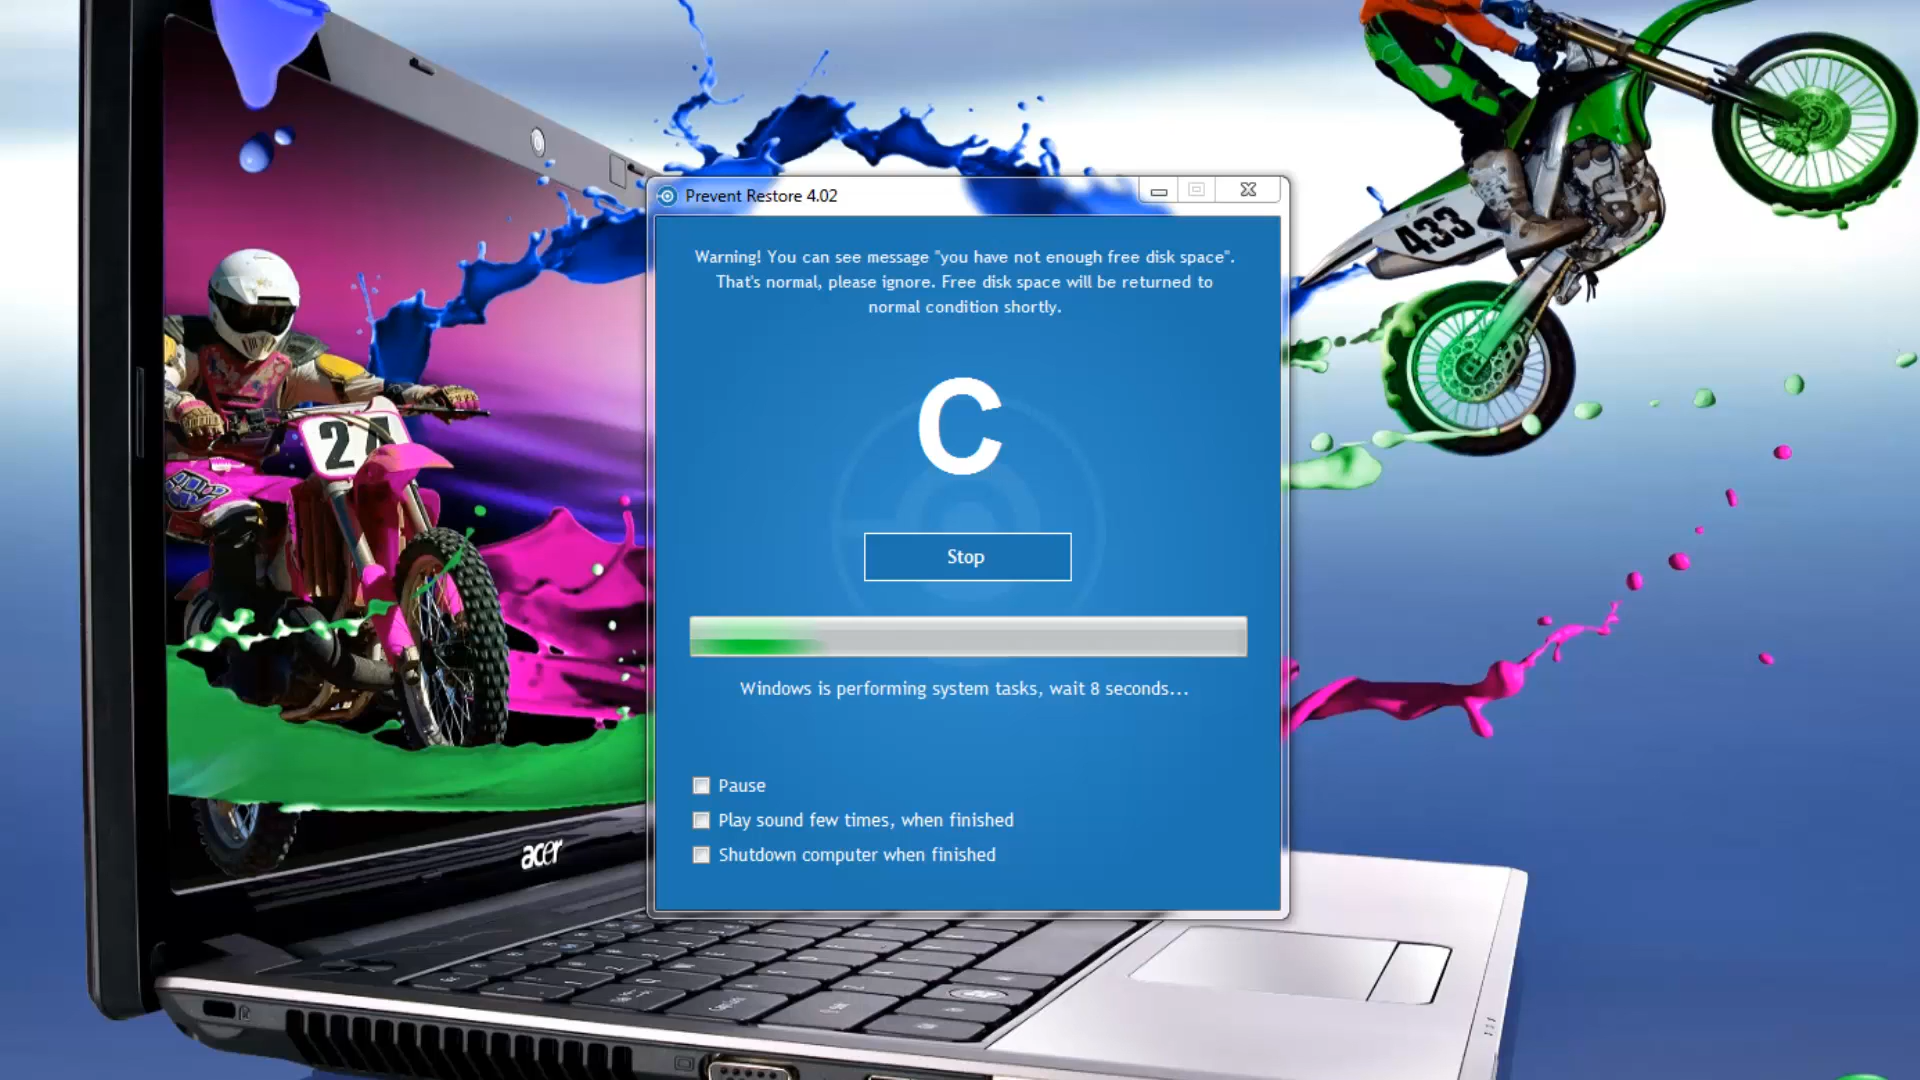 433
Prevent Restore 4.02
Warning! You can see message "you have not enough free disk space".
That's normal, please ignore. Free disk space will be returned to
normal condition shortly.
C
24
Stop
Windows is performing system tasks, wait 8 seconds...
Pause
Play sound few times, when finished
Shutdown computer when finished
acer